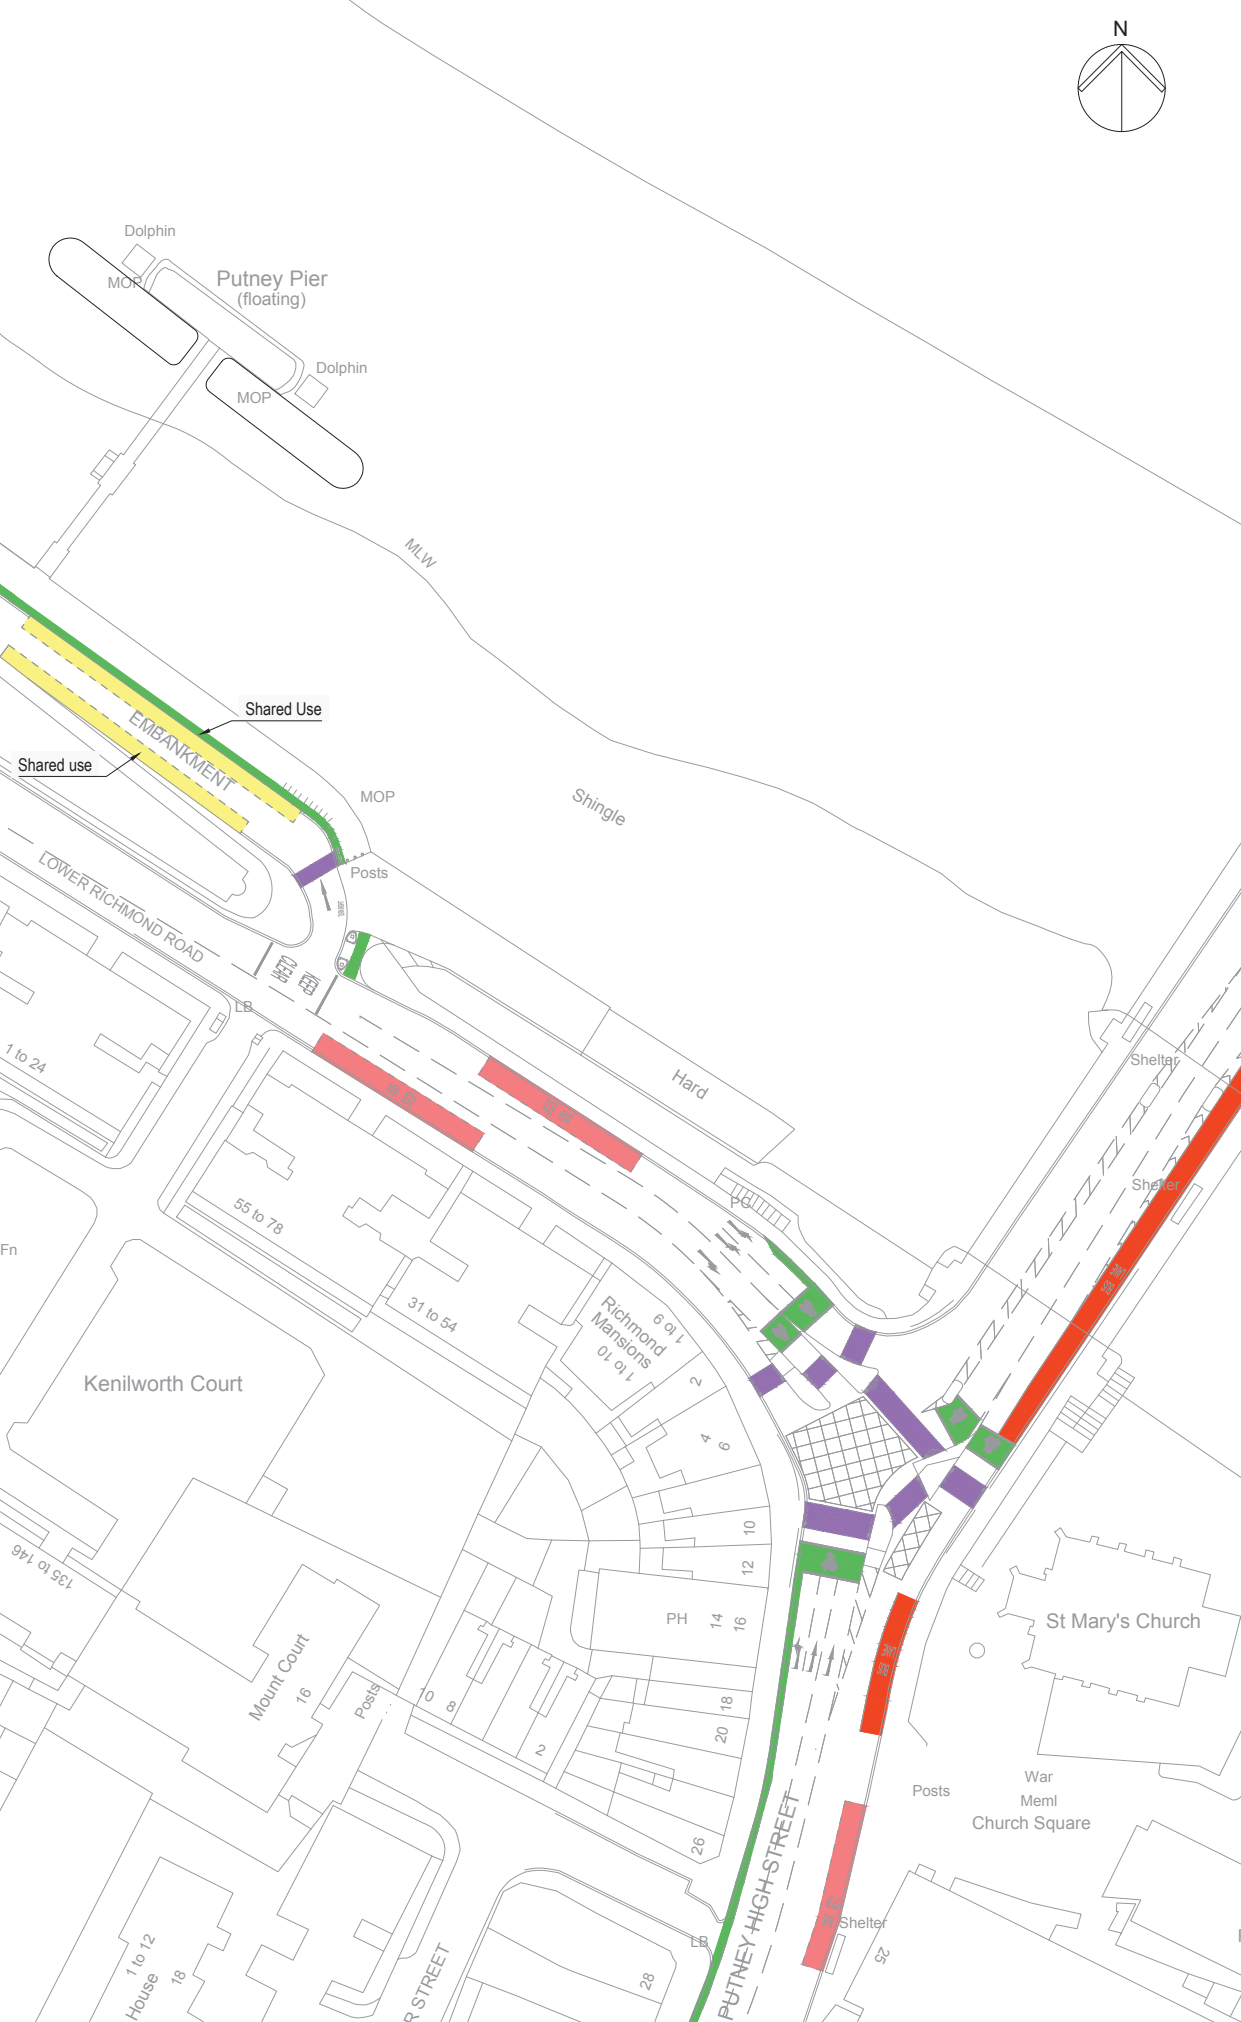 N
Dolphin
MOP
Putney Pier
(floating)
Dolphin
MOP
MLW
Shared Use
EMBANKMENT
Shared use
MOP
Shingle
Posts
LOWER RICHMOND ROAD
KEEP
CLEAR
LB
1 to 24
Shelter
Hard
Shelter
PC
55 to 78
Fn
31 to 54
Richmond
Mansions
1 to 9
1 to 10
Kenilworth Court
2
4
6
10
12
135 to 146
PH
14
16
St Mary's Church
Mount Court
16
Posts
10
8
2
18
20
26
War
Meml
Posts
Church Square
PUTNEY HIGH STREET
Shelter
LB
25
28
1 to 12
House
18
R STREET